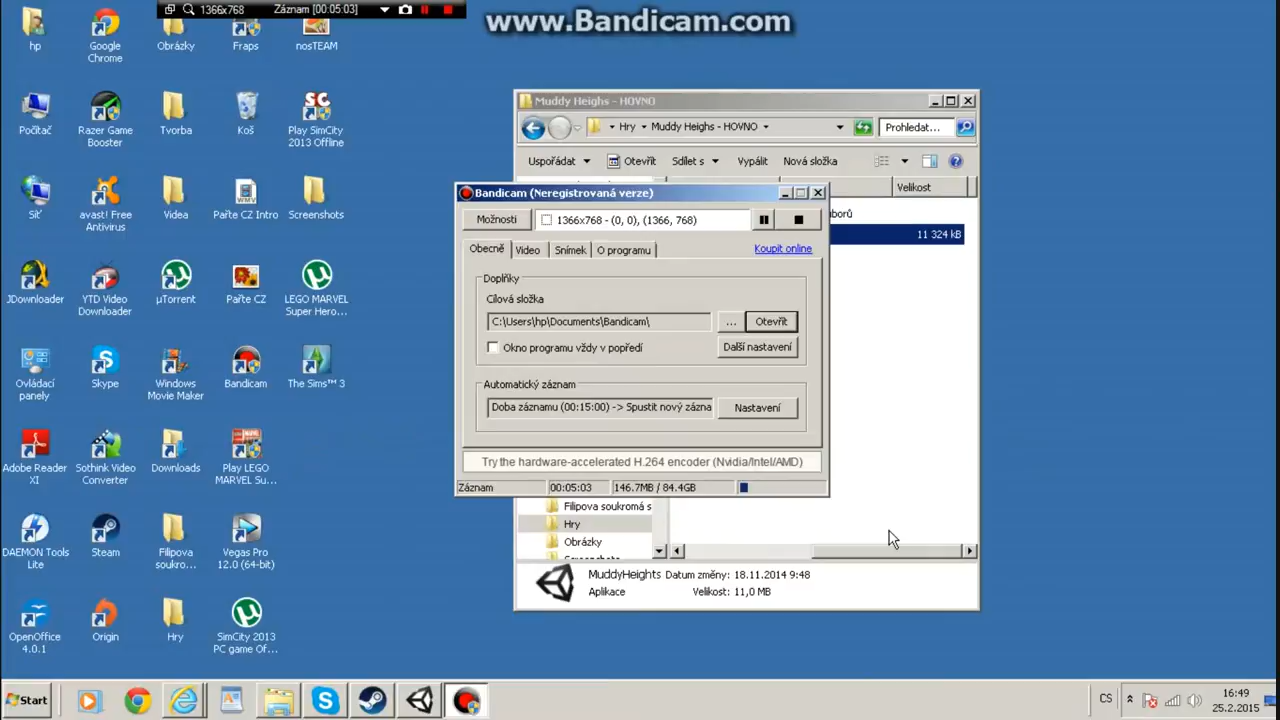 1366x768 Záznam [00:05:03]
www.Bandicam.com
hp
Google Chrome
Obrázky
Fraps
nosTEAM
Počítač
Razer Game Booster
Tvorba
Koš
Play SimCity 2013 Offline
Síť
avast! Free Antivirus
Videa
Pařte CZ Intro
Screenshots
JDownloader
YTD Video Downloader
µTorrent
Pařte CZ
LEGO MARVEL Super Hero...
Ovládací panely
Skype
Windows Movie Maker
Bandicam
The Sims™ 3
Adobe Reader XI
Sothink Video Converter
Downloads
Play LEGO MARVEL Su...
DAEMON Tools Lite
Steam
Filipova soukro...
Vegas Pro 12.0 (64-bit)
OpenOffice 4.0.1
Origin
Hry
SimCity 2013 PC game Of...
Muddy Heighs - HOVNO
Hry Muddy Heighs - HOVNO Prohledat...
Uspořádat Otevřít Sdílet s Vypálit Nová složka
Velikost
uborů
11 324 kB
Bandicam (Neregistrovaná verze)
Možnosti 1366x768 - (0, 0), (1366, 768)
Obecně Video Snímek O programu Koupit online
Doplňky
Cílová složka
C:\Users\hp\Documents\Bandicam\ ... Otevřít
Okno programu vždy v popředí Další nastavení
Automatický záznam
Doba záznamu (00:15:00) -> Spustit nový zázna Nastavení
Try the hardware-accelerated H.264 encoder (Nvidia/Intel/AMD)
Záznam 00:05:03 146.7MB / 84.4GB
Filipova soukromá s
Hry
Obrázky
MuddyHeights Datum změny: 18.11.2014 9:48
Aplikace Velikost: 11,0 MB
Start
CS
16:49
25.2.2015